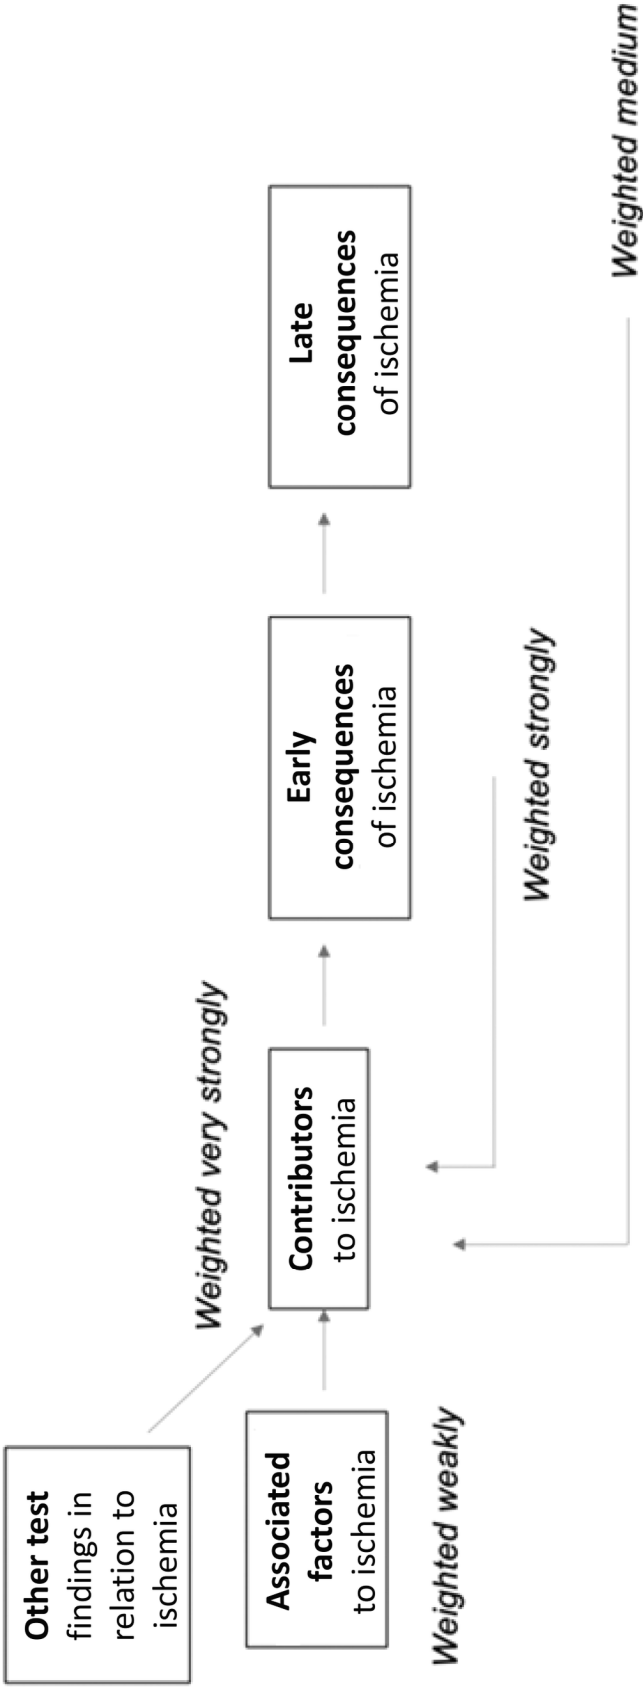 Other test
findings in
relation to
ischemia
Associated
factors
to ischemia
Weighted weakly
Weighted very strongly
Contributors
to ischemia
Early
consequences
of ischemia
Weighted strongly
Late
consequences
of ischemia
Weighted medium